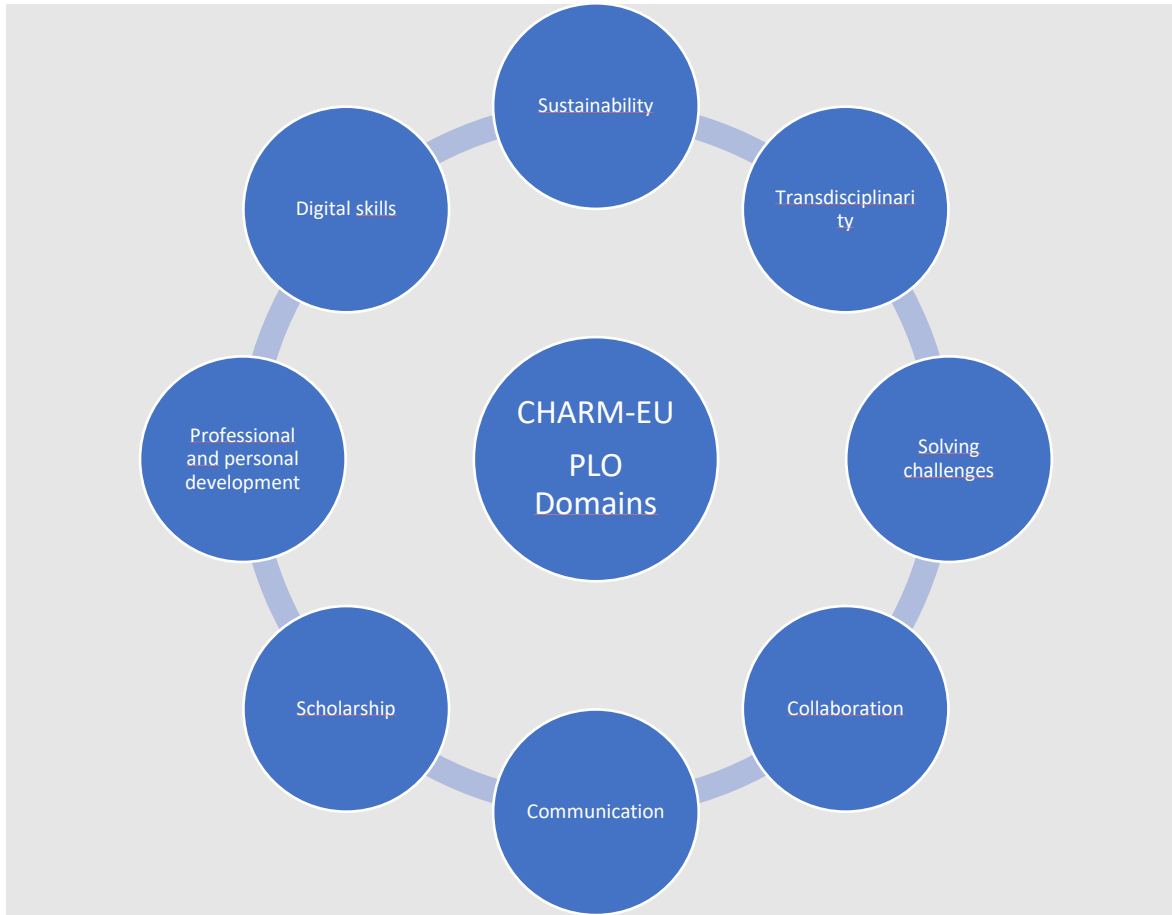 Sustainability
Digital skills
Transdisciplinari
ty
CHARM-EU
PLO
Domains
Professional
and personal
development
Solving
challenges
Scholarship
Collaboration
Communication